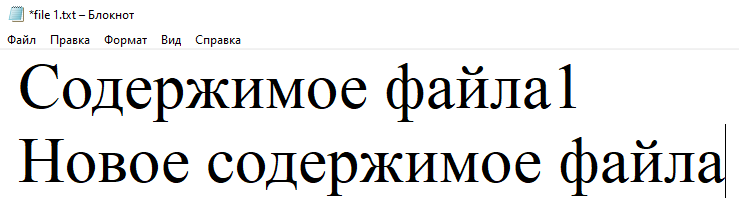 *file 1.txt – Блокнот
Файл Правка Формат Вид Справка
Содержимое файла1
Новое содержимое файла